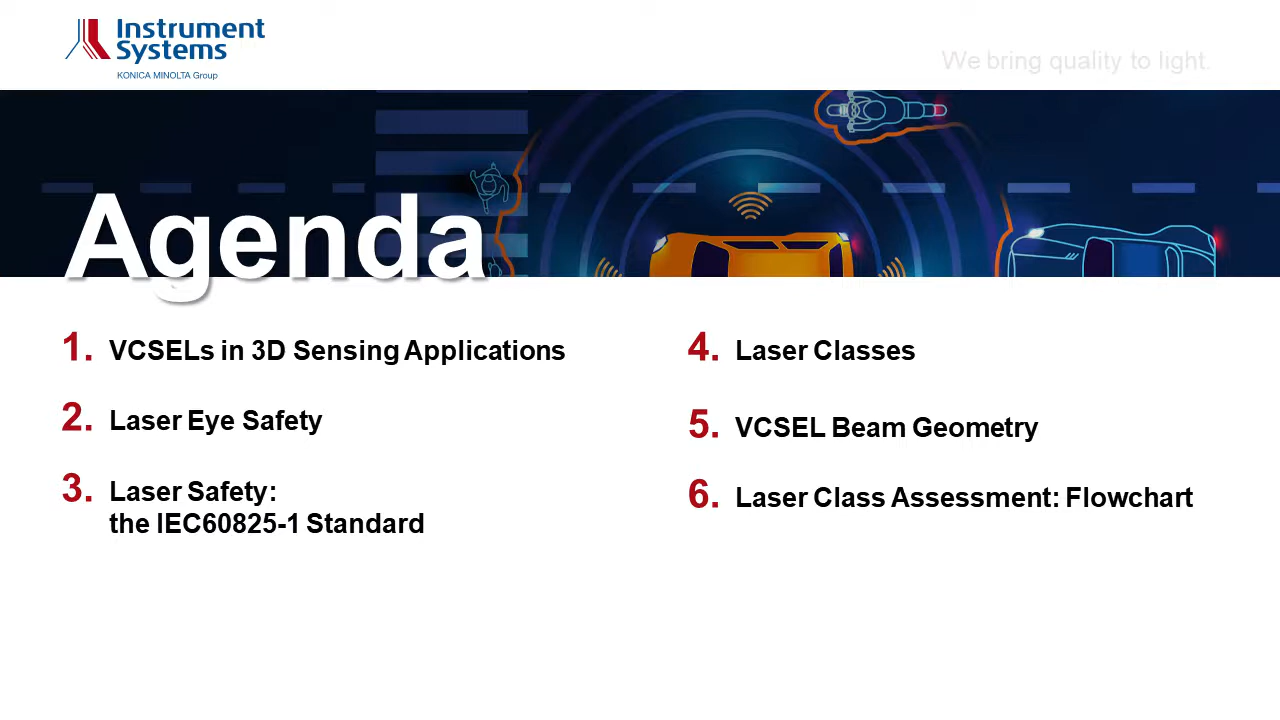 Instrument
Systems
KONICA MINOLTA Group
We bring quality to light.
Agenda
1. VCSELs in 3D Sensing Applications
2. Laser Eye Safety
3. Laser Safety:
the IEC60825-1 Standard
4. Laser Classes
5. VCSEL Beam Geometry
6. Laser Class Assessment: Flowchart